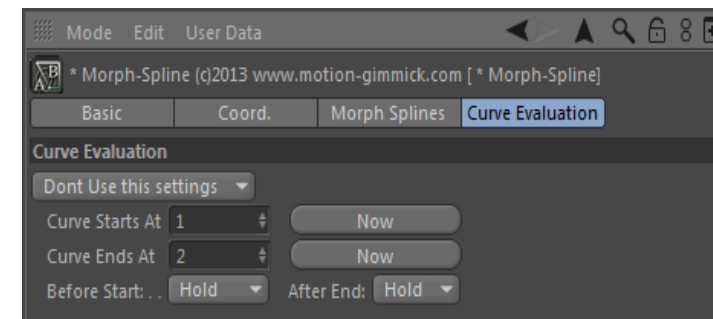 Mode Edit User Data
* Morph-Spline (c)2013 www.motion-gimmick.com [ * Morph-Spline]
Basic Coord. Morph Splines Curve Evaluation
Curve Evaluation
Dont Use this settings
Curve Starts At 1 Now
Curve Ends At 2 Now
Before Start: . . Hold After End: Hold